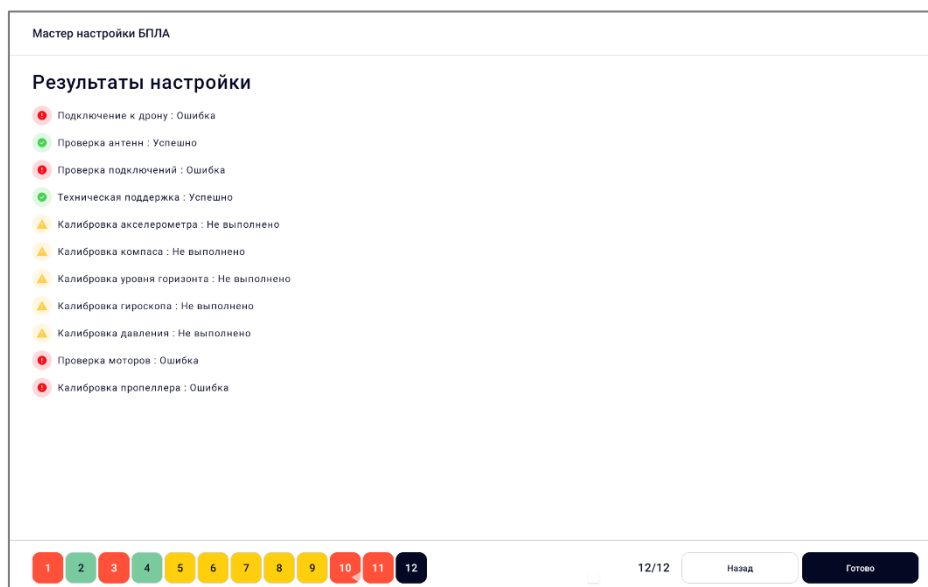 Мастер настройки БПЛА
Результаты настройки
Подключение к дрону : Ошибка
Проверка антенн : Успешно
Проверка подключений : Ошибка
Техническая поддержка : Успешно
Калибровка акселерометра : Не выполнено
Калибровка компаса : Не выполнено
Калибровка уровня горизонта : Не выполнено
Калибровка гироскопа : Не выполнено
Калибровка давления : Не выполнено
Проверка моторов : Ошибка
Калибровка пропеллера : Ошибка
1 2 3 4 5 6 7 8 9 10 11 12 12/12 Назад Готово